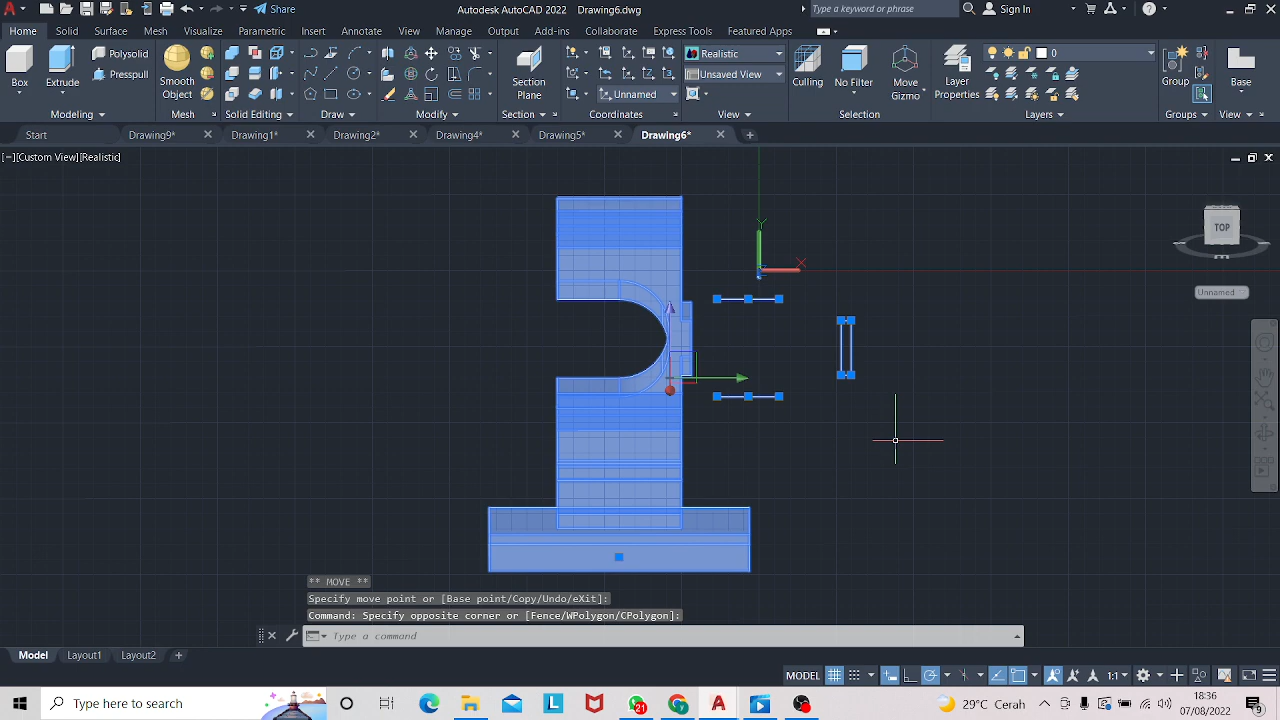 Share
Autodesk AutoCAD 2022 Drawing6.dwg
Type a keyword or phrase
Sign In
Home Solid Surface Mesh Visualize Parametric Insert Annotate View Manage Output Add-ins Collaborate Express Tools Featured Apps
Box
Extrude
Polysolid
Presspull
Smooth
Object
Section
Plane
Realistic
Unsaved View
Unnamed
Culling
No Filter
Move
Gizmo
Layer
Properties
0
Group
Base
Modeling
Mesh
Solid Editing
Draw
Modify
Section
Coordinates
View
Selection
Layers
Groups
View
Start Drawing9* Drawing1* Drawing2* Drawing4* Drawing5* Drawing6*
[−][Custom View][Realistic]
Y
X
TOP
Unnamed
** MOVE **
Specify move point or [Base point/Copy/Undo/eXit]:
Command: Specify opposite corner or [Fence/WPolygon/CPolygon]:
Type a command
Model Layout1 Layout2
MODEL
1:1
Type here to search
L
21
A
29°C Cerah
18:36
07/08/2022